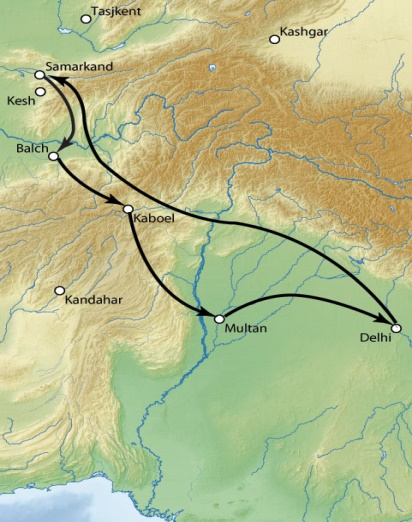 Tasjkent
Kashgar
Samarkand
Kesh
Balch
Kaboel
Kandahar
Multan
Delhi